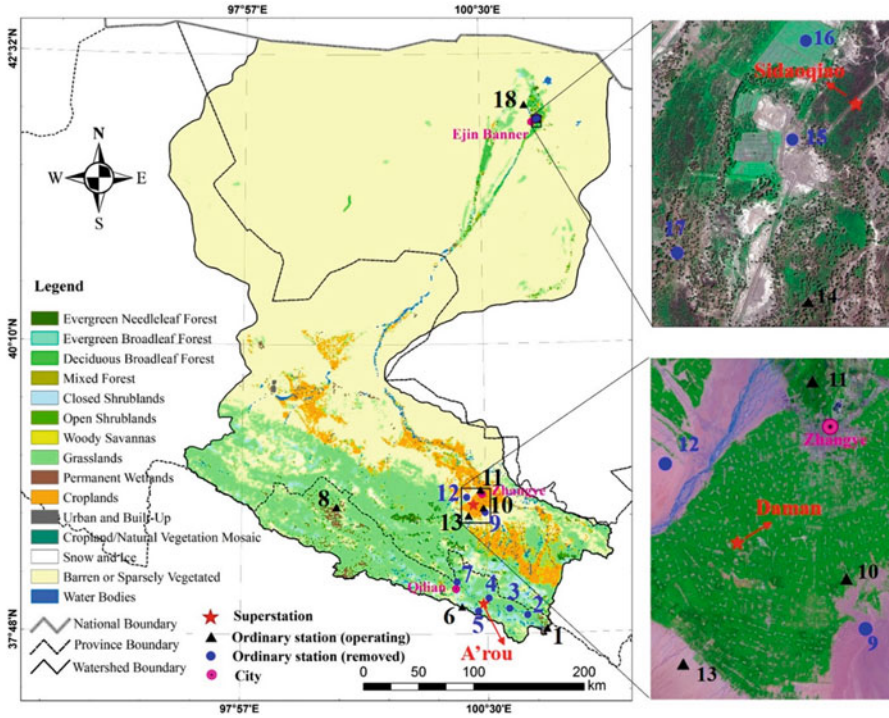 97°57'E
100°30'E
42°32'N
40°10'N
37°48'N
N
W
E
S
18
Ejin Banner
Legend
Evergreen Needleleaf Forest
Evergreen Broadleaf Forest
Deciduous Broadleaf Forest
Mixed Forest
Closed Shrublands
Open Shrublands
Woody Savannas
Grasslands
Permanent Wetlands
Croplands
Urban and Built-Up
Cropland/Natural Vegetation Mosaic
Snow and Ice
Barren or Sparsely Vegetated
Water Bodies
National Boundary
Province Boundary
Watershed Boundary
Superstation
Ordinary station (operating)
Ordinary station (removed)
City
8
11
12
Zhangye
10
13
9
7
Qilian
4
3
2
6
5
1
A'rou
0
50
100
200
km
97°57'E
100°30'E
16
Sidaoqiao
15
17
14
11
Zhangye
12
Daman
10
9
13